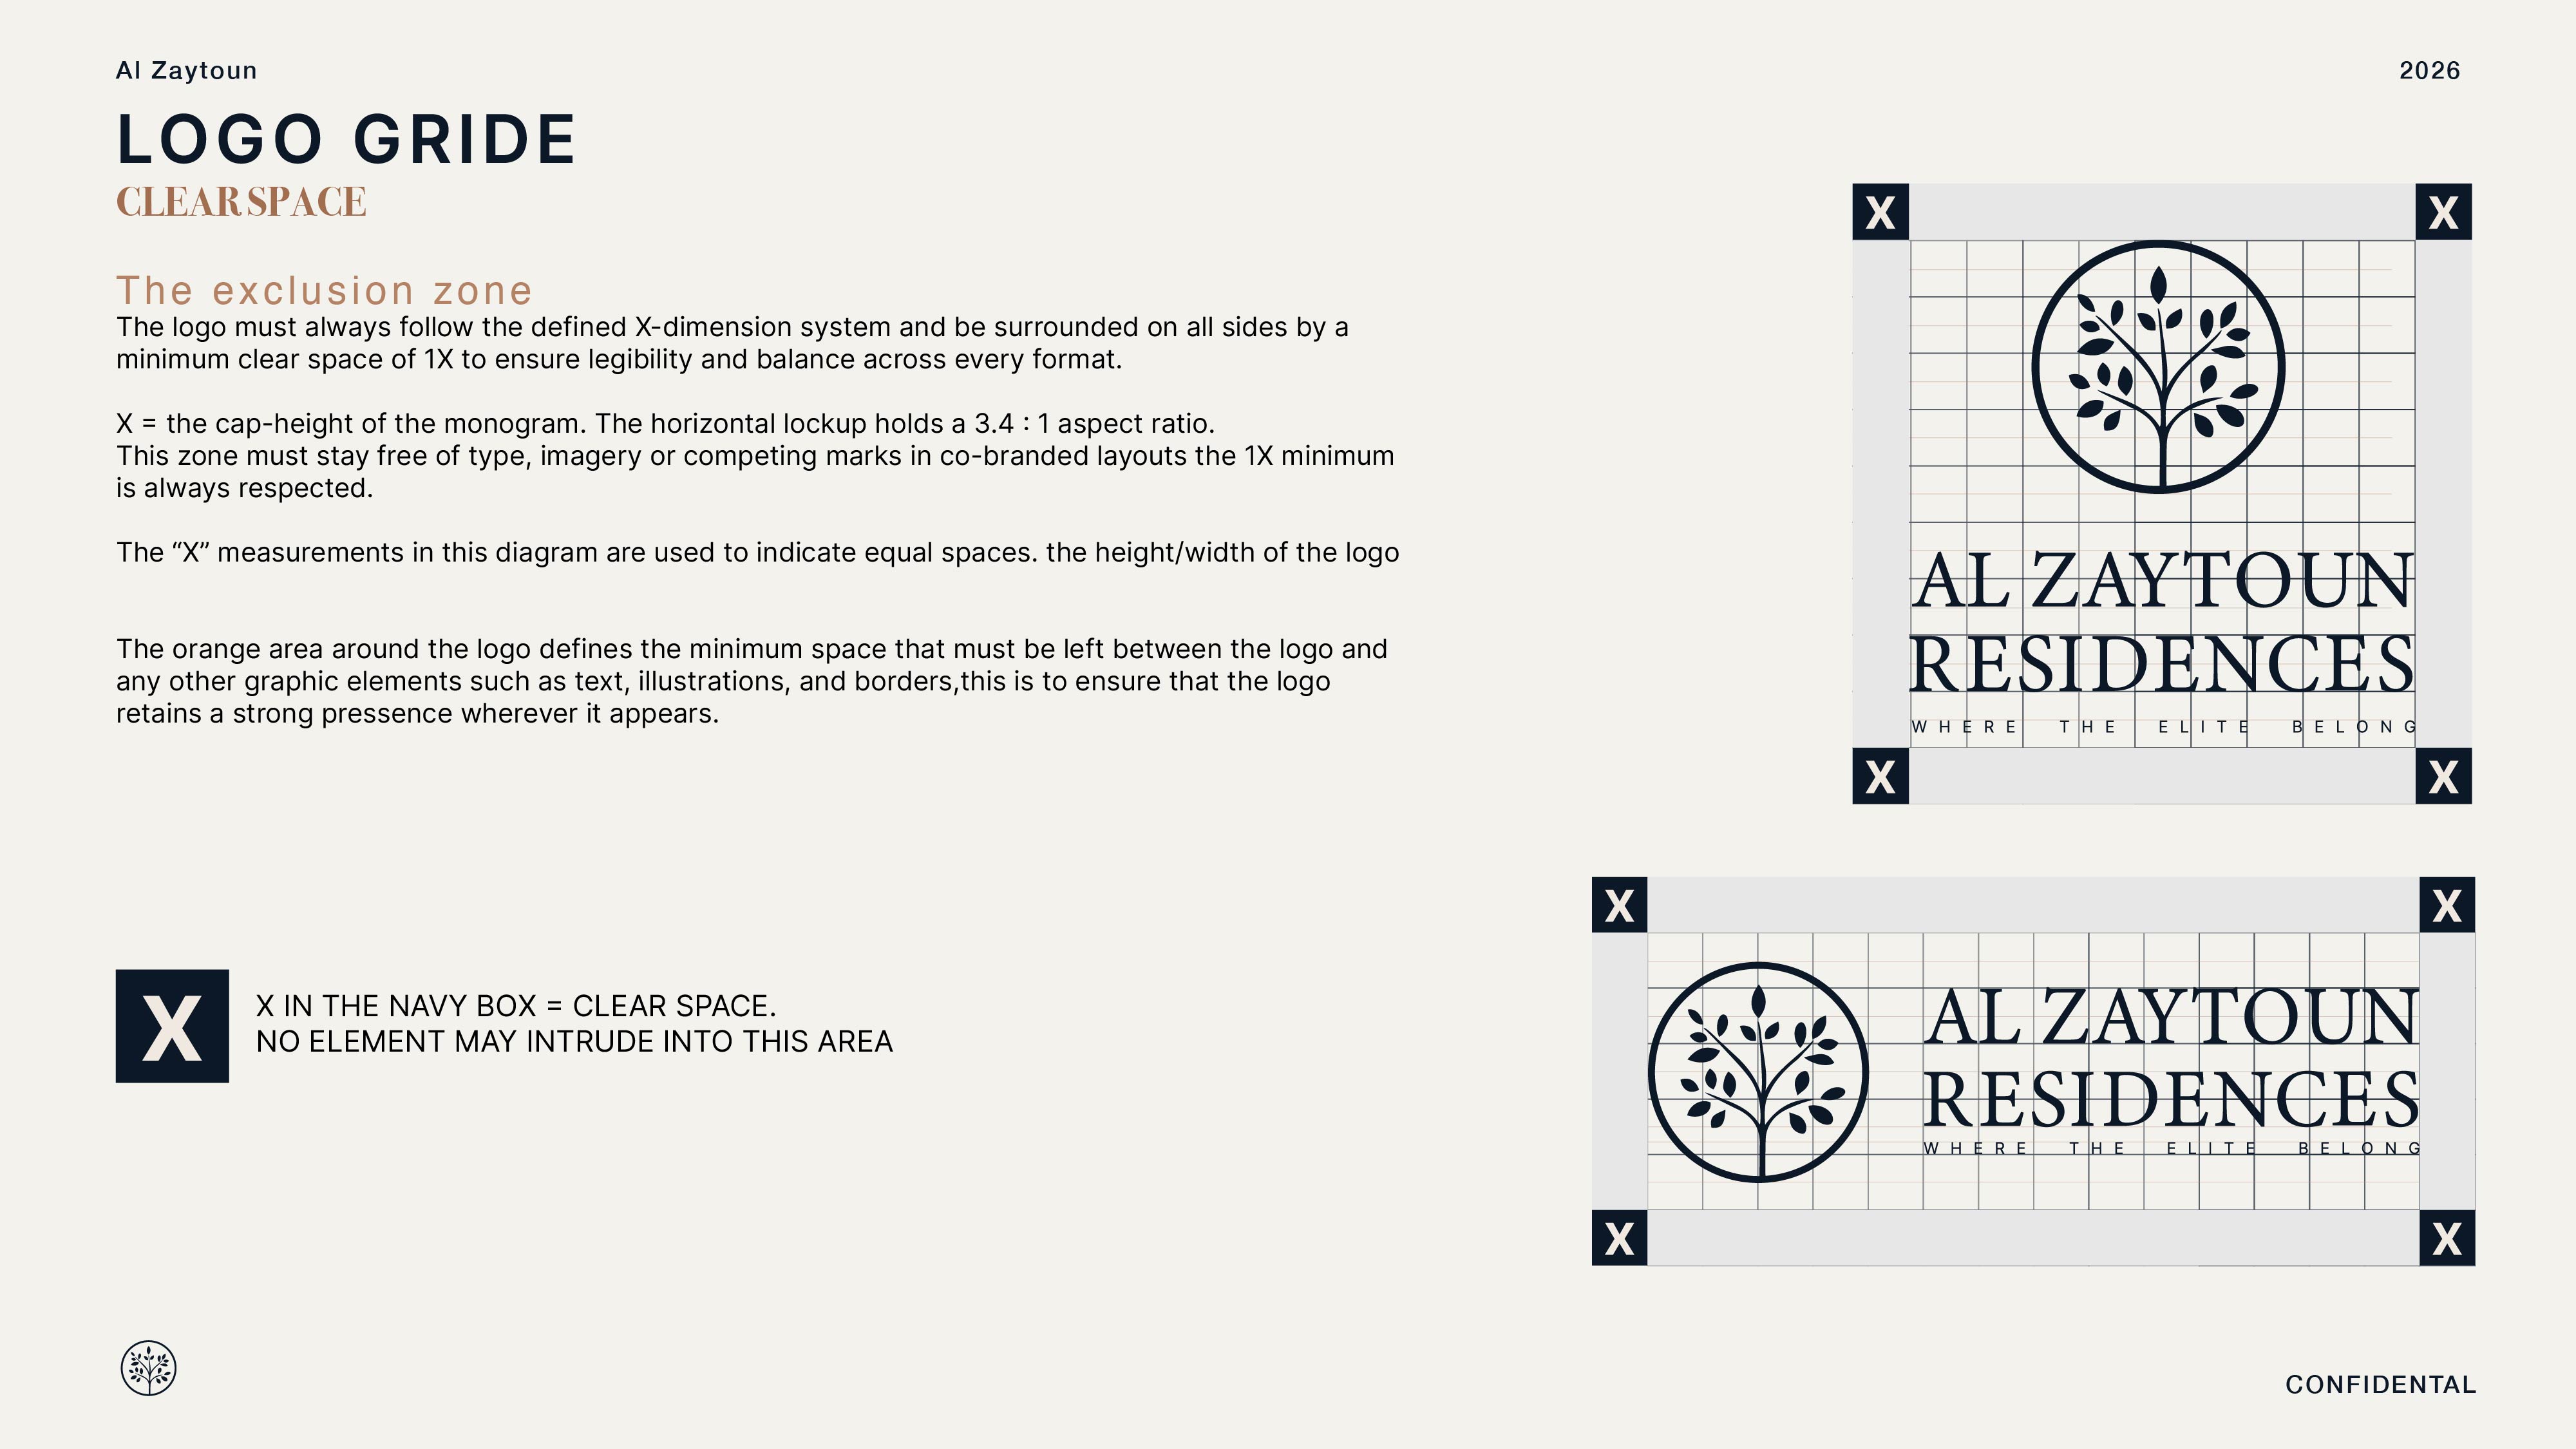 Al Zaytoun
2026
LOGO GRIDE
CLEAR SPACE
The exclusion zone
The logo must always follow the defined X-dimension system and be surrounded on all sides by a
minimum clear space of 1X to ensure legibility and balance across every format.
X = the cap-height of the monogram. The horizontal lockup holds a 3.4 : 1 aspect ratio.
This zone must stay free of type, imagery or competing marks in co-branded layouts the 1X minimum
is always respected.
The “X” measurements in this diagram are used to indicate equal spaces. the height/width of the logo
The orange area around the logo defines the minimum space that must be left between the logo and
any other graphic elements such as text, illustrations, and borders,this is to ensure that the logo
retains a strong pressence wherever it appears.
X
X IN THE NAVY BOX = CLEAR SPACE.
NO ELEMENT MAY INTRUDE INTO THIS AREA
X X
AL ZAYTOUN
RESIDENCES
WHERE THE ELITE BELONG
X X
X X
AL ZAYTOUN
RESIDENCES
WHERE THE ELITE BELONG
X X
CONFIDENTAL